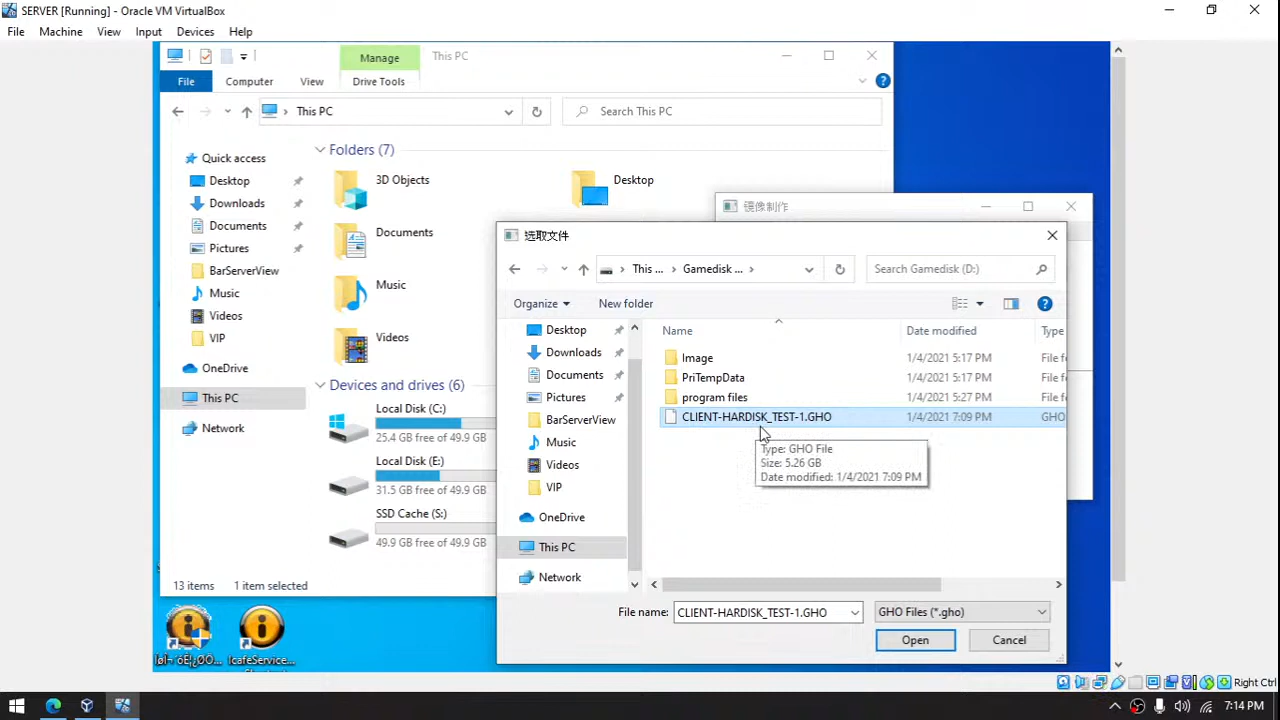 SERVER [Running] - Oracle VM VirtualBox
File Machine View Input Devices Help
Manage This PC
File Computer View Drive Tools
This PC Search This PC
Quick access
Desktop
Downloads
Documents
Pictures
BarServerView
Music
Videos
VIP
OneDrive
This PC
Network
Folders (7)
3D Objects
Desktop
Documents
Music
Videos
Devices and drives (6)
Local Disk (C:)
25.4 GB free of 49.9 GB
Local Disk (E:)
31.5 GB free of 49.9 GB
SSD Cache (S:)
49.9 GB free of 49.9 GB
13 items 1 item selected
镜像制作
选取文件
This ... Gamedisk ... Search Gamedisk (D:)
Organize New folder
Desktop
Downloads
Documents
Pictures
BarServerView
Music
Videos
VIP
OneDrive
This PC
Network
Name Date modified Type
Image 1/4/2021 5:17 PM File f
PriTempData 1/4/2021 5:17 PM File f
program files 1/4/2021 5:27 PM File f
CLIENT-HARDISK_TEST-1.GHO 1/4/2021 7:09 PM GHO
Type: GHO File
Size: 5.26 GB
Date modified: 1/4/2021 7:09 PM
File name: CLIENT-HARDISK_TEST-1.GHO GHO Files (*.gho)
Open Cancel
IcafeService...
Right Ctrl
7:14 PM